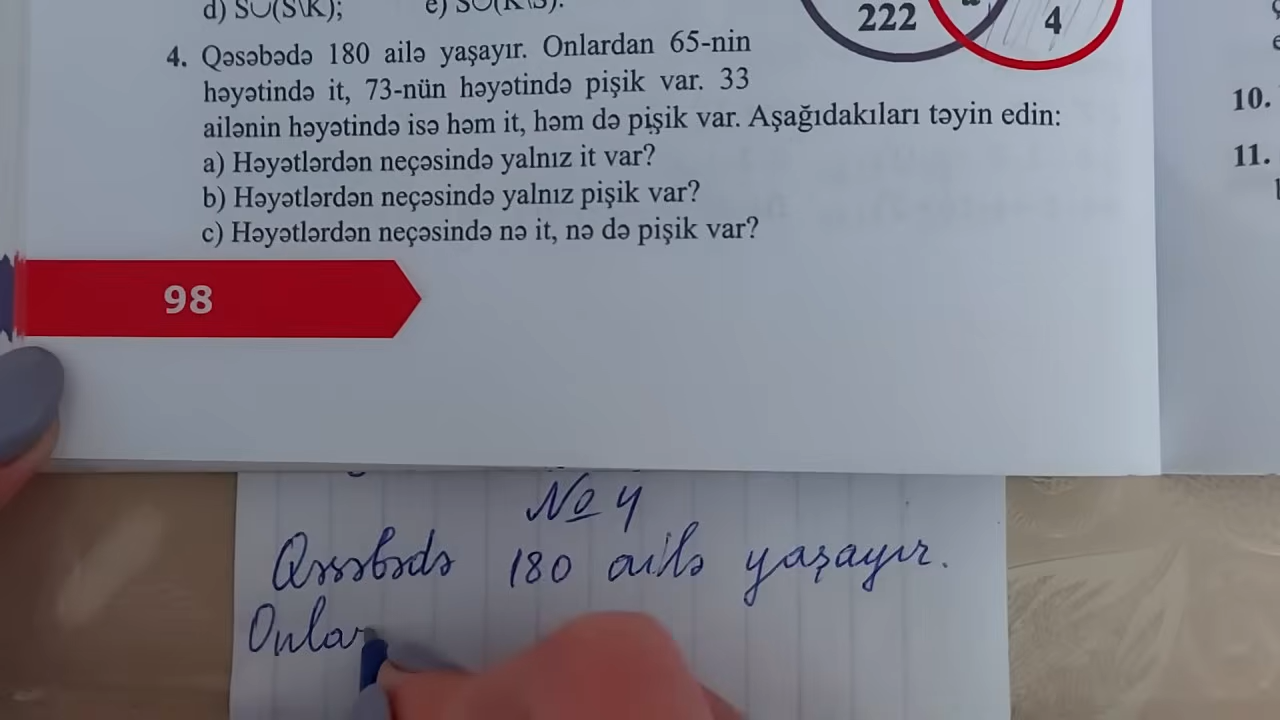 d) S∪(S\K); e) S∪(K\S).
222
4
4. Qəsəbədə 180 ailə yaşayır. Onlardan 65-nin
həyətində it, 73-nün həyətində pişik var. 33
ailənin həyətində isə həm it, həm də pişik var. Aşağıdakıları təyin edin:
a) Həyətlərdən neçəsində yalnız it var?
b) Həyətlərdən neçəsində yalnız pişik var?
c) Həyətlərdən neçəsində nə it, nə də pişik var?
98
10.
11.
№ 4
Qəsəbədə 180 ailə yaşayır.
Onlar